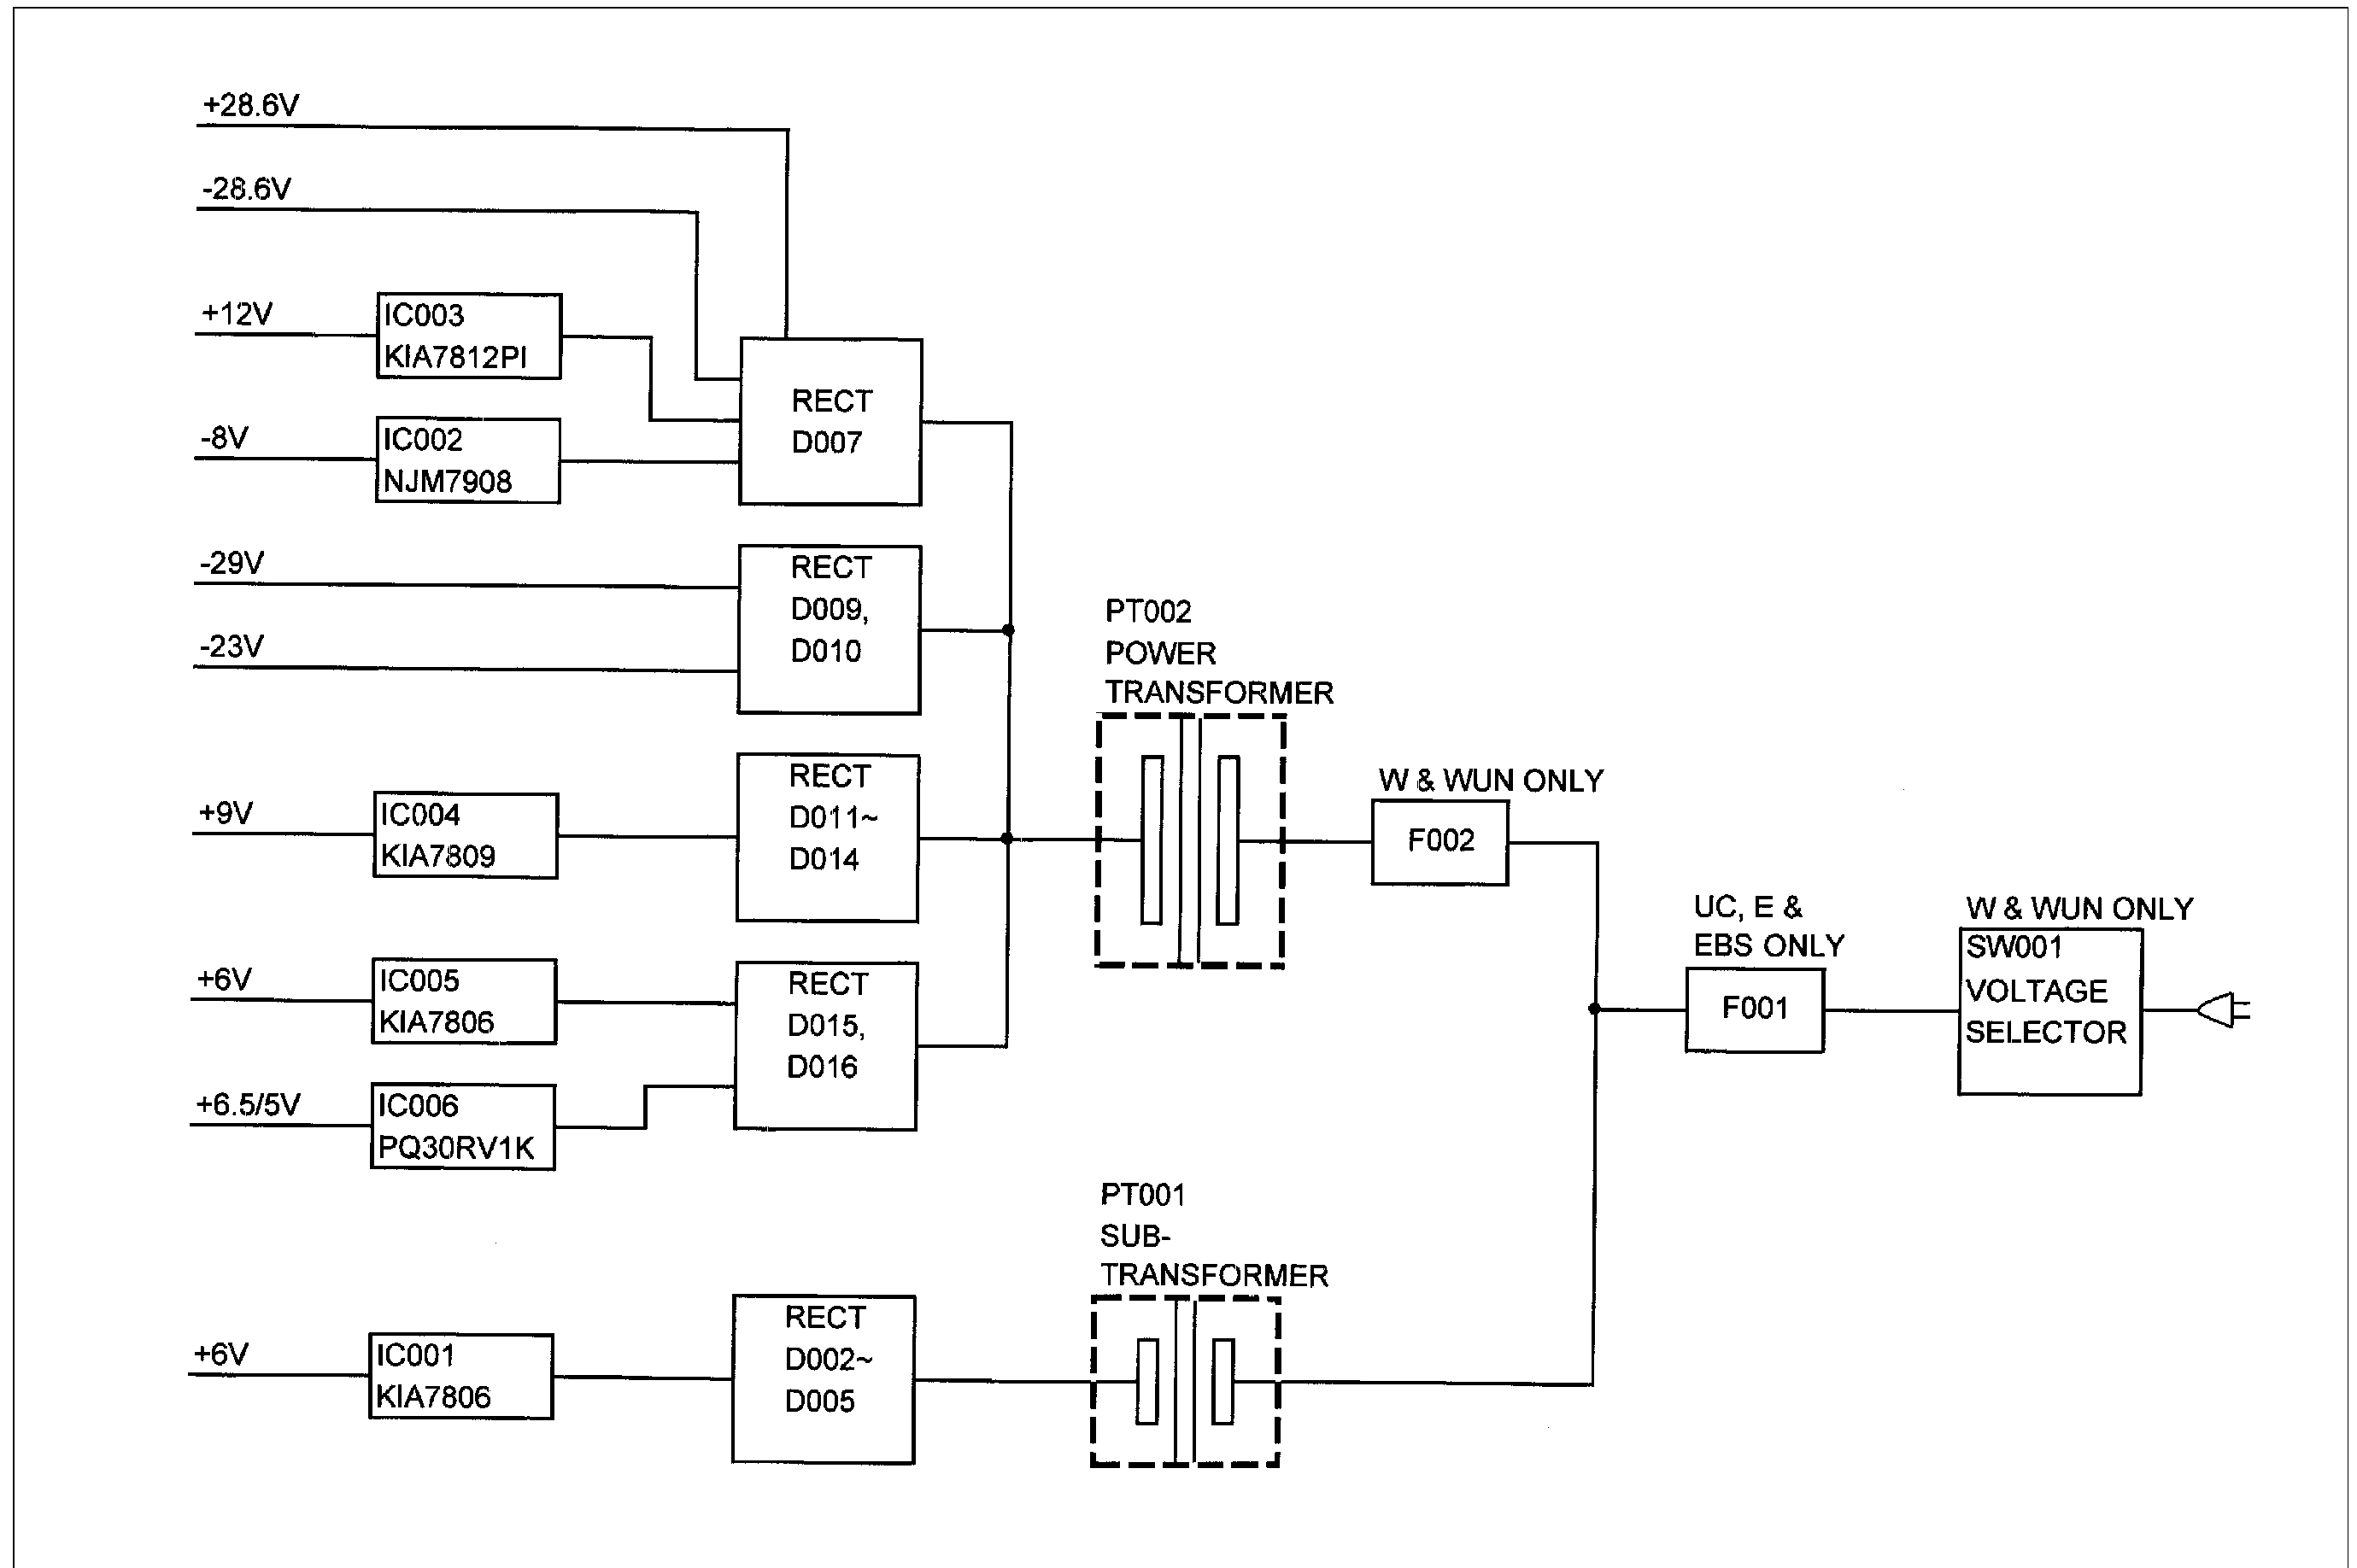 +28.6V
-28.6V
+12V
IC003
KIA7812PI
-8V
IC002
NJM7908
RECT
D007
-29V
-23V
RECT
D009,
D010
+9V
IC004
KIA7809
RECT
D011~
D014
+6V
IC005
KIA7806
+6.5/5V
IC006
PQ30RV1K
RECT
D015,
D016
+6V
IC001
KIA7806
RECT
D002~
D005
PT002
POWER
TRANSFORMER
PT001
SUB-
TRANSFORMER
W & WUN ONLY
F002
UC, E &
EBS ONLY
F001
W & WUN ONLY
SW001
VOLTAGE
SELECTOR